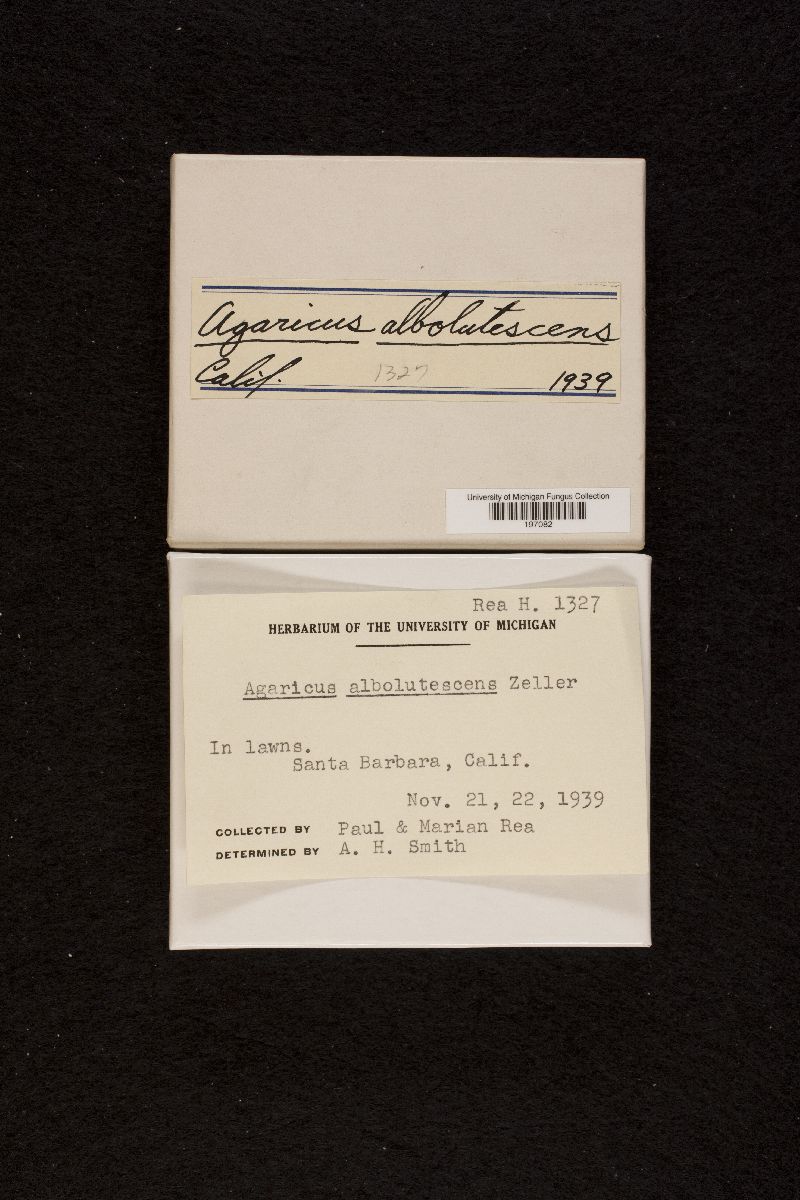 Agaricus albolutescens
Calif. 1327 1939
University of Michigan Fungus Collection
197082
Rea H. 1327
HERBARIUM OF THE UNIVERSITY OF MICHIGAN
Agaricus albolutescens Zeller
In lawns.
Santa Barbara, Calif.
Nov. 21, 22, 1939
COLLECTED BY Paul & Marian Rea
DETERMINED BY A. H. Smith